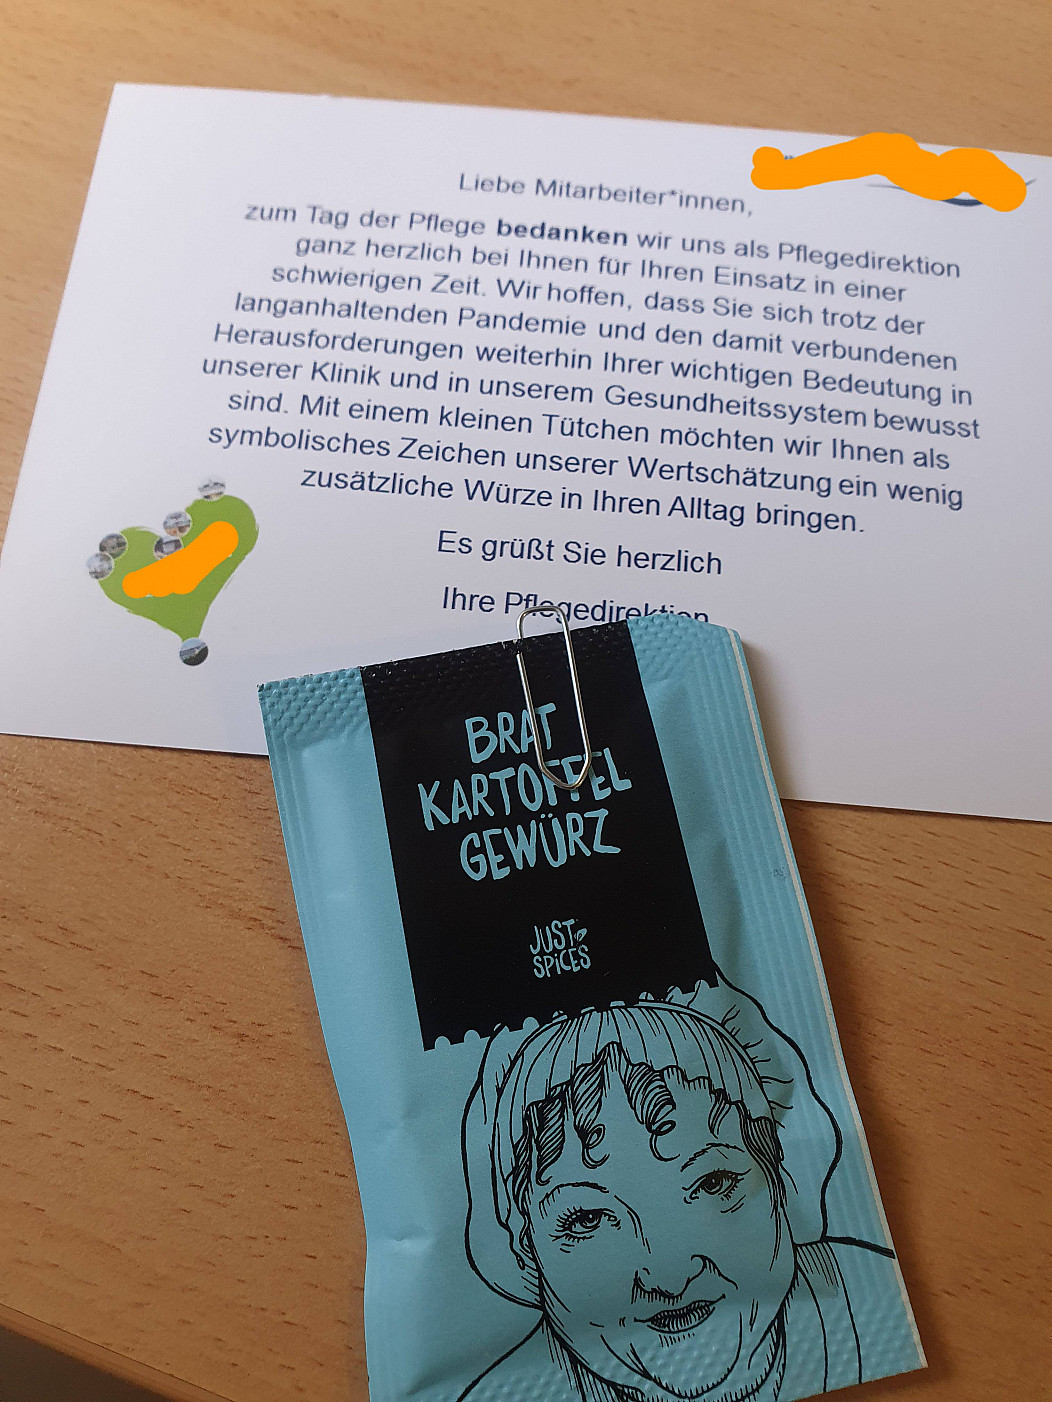 Liebe Mitarbeiter*innen,
zum Tag der Pflege bedanken wir uns als Pflegedirektion
ganz herzlich bei Ihnen für Ihren Einsatz in einer
schwierigen Zeit. Wir hoffen, dass Sie sich trotz der
langanhaltenden Pandemie und den damit verbundenen
Herausforderungen weiterhin Ihrer wichtigen Bedeutung in
unserer Klinik und in unserem Gesundheitssystem bewusst
sind. Mit einem kleinen Tütchen möchten wir Ihnen als
symbolisches Zeichen unserer Wertschätzung ein wenig
zusätzliche Würze in Ihren Alltag bringen.
Es grüßt Sie herzlich
Ihre Pflegedirektion
BRAT
KARTOFFEL
GEWÜRZ
JUST
SPiCES